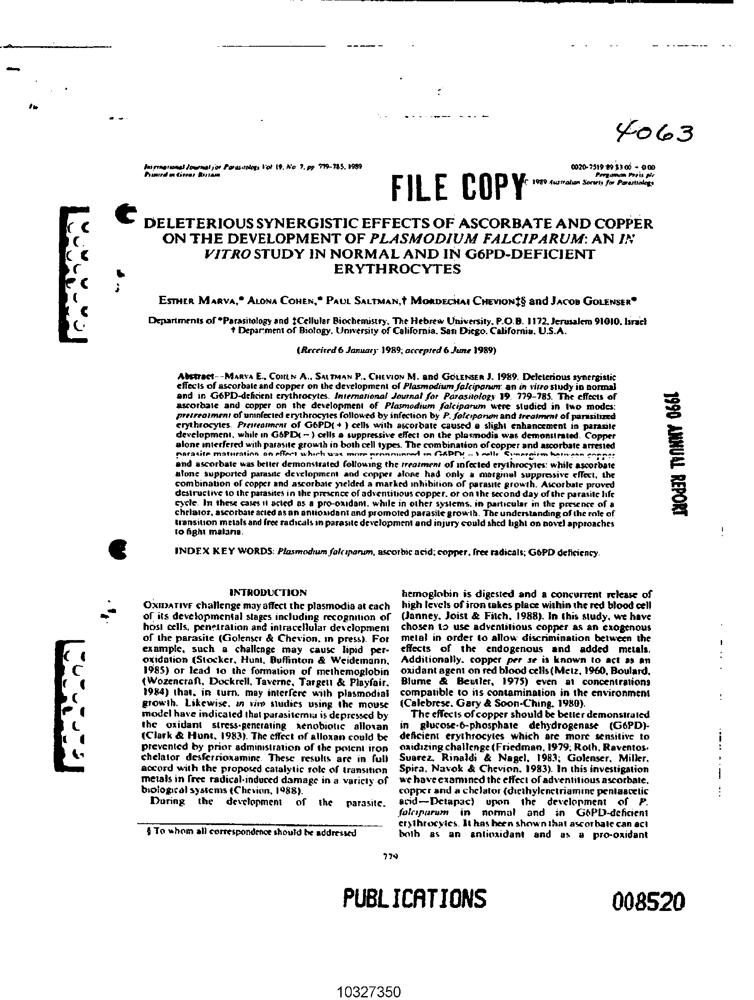 4063
International Journal for Parasitology Vol 19, No 7, pp 779-785, 1989
Printed in Great Britain
0020-7519 89 $3 00 + 0 00
Pergamon Press plc
© 1989 Australian Society for Parasitology
FILE COPY
DELETERIOUS SYNERGISTIC EFFECTS OF ASCORBATE AND COPPER
ON THE DEVELOPMENT OF PLASMODIUM FALCIPARUM: AN IN
VITRO STUDY IN NORMAL AND IN G6PD-DEFICIENT
ERYTHROCYTES
ESTHER MARVA,* ALONA COHEN,* PAUL SALTMAN,† MORDECHAI CHEVION‡§ and JACOB GOLENSER*
Departments of *Parasitology and ‡Cellular Biochemistry, The Hebrew University, P.O.B. 1172, Jerusalem 91010, Israel
† Department of Biology, University of California, San Diego, California, U.S.A.
(Received 6 January 1989; accepted 6 June 1989)
Abstract--MARVA E., COHEN A., SALTMAN P., CHEVION M. and GOLENSER J. 1989. Deleterious synergistic
effects of ascorbate and copper on the development of Plasmodium falciparum: an in vitro study in normal
and in G6PD-deficient erythrocytes. International Journal for Parasitology 19. 779-785. The effects of
ascorbate and copper on the development of Plasmodium falciparum were studied in two modes:
pretreatment of uninfected erythrocytes followed by infection by P. falciparum and treatment of parasitized
erythrocytes. Pretreatment of G6PD( + ) cells with ascorbate caused a slight enhancement in parasite
development, while in G6PD( − ) cells a suppressive effect on the plasmodia was demonstrated. Copper
alone interfered with parasite growth in both cell types. The combination of copper and ascorbate arrested
parasite maturation, an effect which was more pronounced in G6PD( − ) cells. Synergism between copper
and ascorbate was better demonstrated following the treatment of infected erythrocytes: while ascorbate
alone supported parasite development and copper alone had only a marginal suppressive effect, the
combination of copper and ascorbate yielded a marked inhibition of parasite growth. Ascorbate proved
destructive to the parasites in the presence of adventitious copper, or on the second day of the parasite life
cycle. In these cases it acted as a pro-oxidant, while in other systems, in particular in the presence of a
chelator, ascorbate acted as an antioxidant and promoted parasite growth. The understanding of the role of
transition metals and free radicals in parasite development and injury could shed light on novel approaches
to fight malaria.
INDEX KEY WORDS: Plasmodium falciparum, ascorbic acid; copper, free radicals; G6PD deficiency.
1990 ANNUAL REPORT
INTRODUCTION
OXIDATIVE challenge may affect the plasmodia at each
of its developmental stages including recognition of
host cells, penetration and intracellular development
of the parasite (Golenser & Chevion, in press). For
example, such a challenge may cause lipid per-
oxidation (Stocker, Hunt, Buffinton & Weidemann,
1985) or lead to the formation of methemoglobin
(Wozencraft, Dockrell, Taverne, Targett & Playfair,
1984) that, in turn, may interfere with plasmodial
growth. Likewise, in vivo studies using the mouse
model have indicated that parasitemia is depressed by
the oxidant stress-generating xenobiotic alloxan
(Clark & Hunt, 1983). The effect of alloxan could be
prevented by prior administration of the potent iron
chelator desferrioxamine. These results are in full
accord with the proposed catalytic role of transition
metals in free radical-induced damage in a variety of
biological systems (Chevion, 1988).
During the development of the parasite,
§ To whom all correspondence should be addressed
hemoglobin is digested and a concurrent release of
high levels of iron takes place within the red blood cell
(Janney, Joist & Fitch, 1988). In this study, we have
chosen to use adventitious copper as an exogenous
metal in order to allow discrimination between the
effects of the endogenous and added metals.
Additionally, copper per se is known to act as an
oxidant agent on red blood cells (Metz, 1960, Boulard,
Blume & Beutler, 1975) even at concentrations
compatible to its contamination in the environment
(Calebrese, Gary & Soon-Ching, 1980).
The effects of copper should be better demonstrated
in glucose-6-phosphate dehydrogenase (G6PD)-
deficient erythrocytes which are more sensitive to
oxidizing challenge (Friedman, 1979; Roth, Raventos-
Suarez, Rinaldi & Nagel, 1983; Golenser, Miller,
Spira, Navok & Chevion, 1983). In this investigation
we have examined the effect of adventitious ascorbate,
copper and a chelator (diethylenetriamine pentaacetic
acid—Detapac) upon the development of P.
falciparum in normal and in G6PD-deficient
erythrocytes. It has been shown that ascorbate can act
both as an antioxidant and as a pro-oxidant
779
PUBLICATIONS
008520
10327350